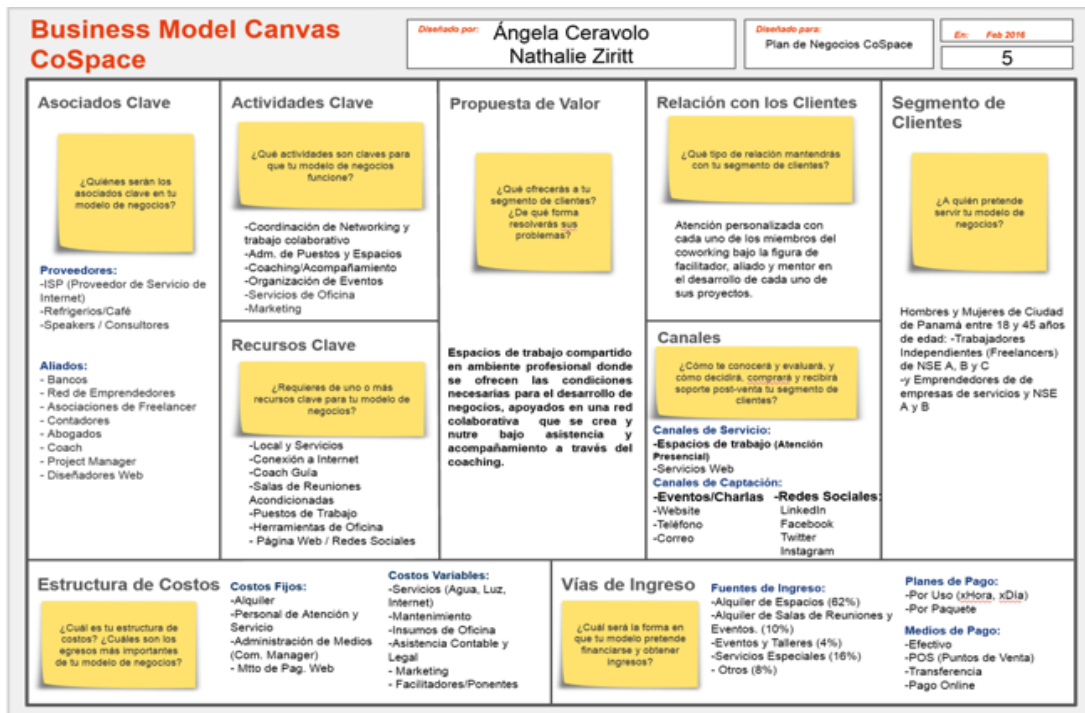 Business Model Canvas
CoSpace
Diseñado por:
Ángela Ceravolo
Nathalie Ziritt
Diseñado para:
Plan de Negocios CoSpace
En: Feb 2016
5
Asociados Clave
¿Quiénes serán los
asociados clave en tu
modelo de negocios?
Proveedores:
-ISP (Proveedor de Servicio de
Internet)
-Refrigerios/Café
-Speakers / Consultores
Aliados:
- Bancos
- Red de Emprendedores
- Asociaciones de Freelancer
- Contadores
- Abogados
- Coach
- Project Manager
- Diseñadores Web
Actividades Clave
¿Qué actividades son claves para
que tu modelo de negocios
funcione?
-Coordinación de Networking y
trabajo colaborativo
-Adm. de Puestos y Espacios
-Coaching/Acompañamiento
-Organización de Eventos
-Servicios de Oficina
-Marketing
Recursos Clave
¿Requieres de uno o más
recursos clave para tu modelo de
negocios?
-Local y Servicios
-Conexión a Internet
-Coach Guía
-Salas de Reuniones
Acondicionadas
-Puestos de Trabajo
-Herramientas de Oficina
- Página Web / Redes Sociales
Propuesta de Valor
¿Qué ofrecerás a tu
segmento de clientes?
¿De qué forma
resolverás sus
problemas?
Espacios de trabajo compartido
en ambiente profesional donde
se ofrecen las condiciones
necesarias para el desarrollo de
negocios, apoyados en una red
colaborativa que se crea y
nutre bajo asistencia y
acompañamiento a través del
coaching.
Relación con los Clientes
¿Qué tipo de relación mantendrás
con tu segmento de clientes?
Atención personalizada con
cada uno de los miembros del
coworking bajo la figura de
facilitador, aliado y mentor en
el desarrollo de cada uno de
sus proyectos.
Canales
¿Cómo te conocerá y evaluará, y
cómo decidirá, comprará y recibirá
soporte post-venta tu segmento de
clientes?
Canales de Servicio:
-Espacios de trabajo (Atención
Presencial)
-Servicios Web
Canales de Captación:
-Eventos/Charlas
-Website
-Teléfono
-Correo
-Redes Sociales:
LinkedIn
Facebook
Twitter
Instagram
Segmento de
Clientes
¿A quién pretende
servir tu modelo de
negocios?
Hombres y Mujeres de Ciudad
de Panamá entre 18 y 45 años
de edad: -Trabajadores
Independientes (Freelancers)
de NSE A, B y C
-y Emprendedores de de
empresas de servicios y NSE
A y B
Estructura de Costos
¿Cuál es tu estructura de
costos? ¿Cuáles son los
egresos más importantes
de tu modelo de negocios?
Costos Fijos:
-Alquiler
-Personal de Atención y
Servicio
-Administración de Medios
(Com. Manager)
- Mtto de Pag. Web
Costos Variables:
-Servicios (Agua, Luz,
Internet)
-Mantenimiento
-Insumos de Oficina
-Asistencia Contable y
Legal
- Marketing
- Facilitadores/Ponentes
Vías de Ingreso
¿Cuál será la forma en
que tu modelo pretende
financiarse y obtener
ingresos?
Fuentes de Ingreso:
-Alquiler de Espacios (62%)
-Alquiler de Salas de Reuniones y
Eventos. (10%)
-Eventos y Talleres (4%)
-Servicios Especiales (16%)
- Otros (8%)
Planes de Pago:
-Por Uso (xHora, xDía)
-Por Paquete
Medios de Pago:
-Efectivo
-POS (Puntos de Venta)
-Transferencia
-Pago Online